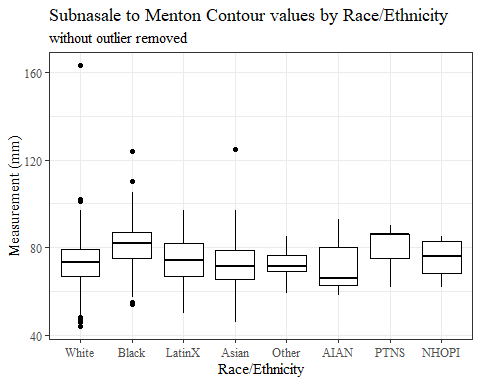 Subnasale to Menton Contour values by Race/Ethnicity
without outlier removed
Measurement (mm)
160
120
80
40
White Black LatinX Asian Other AIAN PTNS NHOPI
Race/Ethnicity